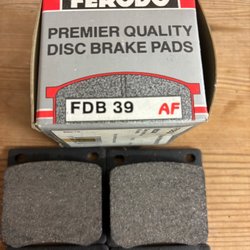 FERODO
PREMIER QUALITY
DISC BRAKE PADS
FDB 39 AF